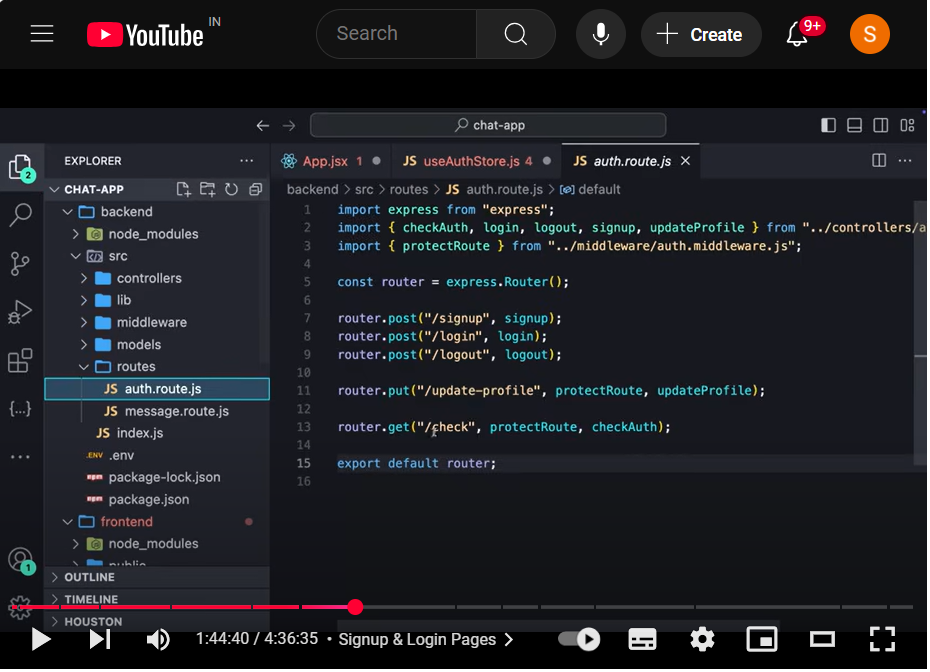 YouTube IN
Search
Create
9+
S
chat-app
EXPLORER
App.jsx 1
JS useAuthStore.js 4
JS auth.route.js
2
CHAT-APP
backend > src > routes > JS auth.route.js > default
backend
node_modules
src
controllers
lib
middleware
models
routes
JS auth.route.js
JS message.route.js
JS index.js
.ENV .env
npm package-lock.json
npm package.json
frontend
node_modules
public
OUTLINE
TIMELINE
HOUSTON
{...}
1
1 import express from "express";
2 import { checkAuth, login, logout, signup, updateProfile } from "../controllers/a
3 import { protectRoute } from "../middleware/auth.middleware.js";
4
5 const router = express.Router();
6
7 router.post("/signup", signup);
8 router.post("/login", login);
9 router.post("/logout", logout);
10
11 router.put("/update-profile", protectRoute, updateProfile);
12
13 router.get("/check", protectRoute, checkAuth);
14
15 export default router;
16
1:44:40 / 4:36:35 • Signup & Login Pages >